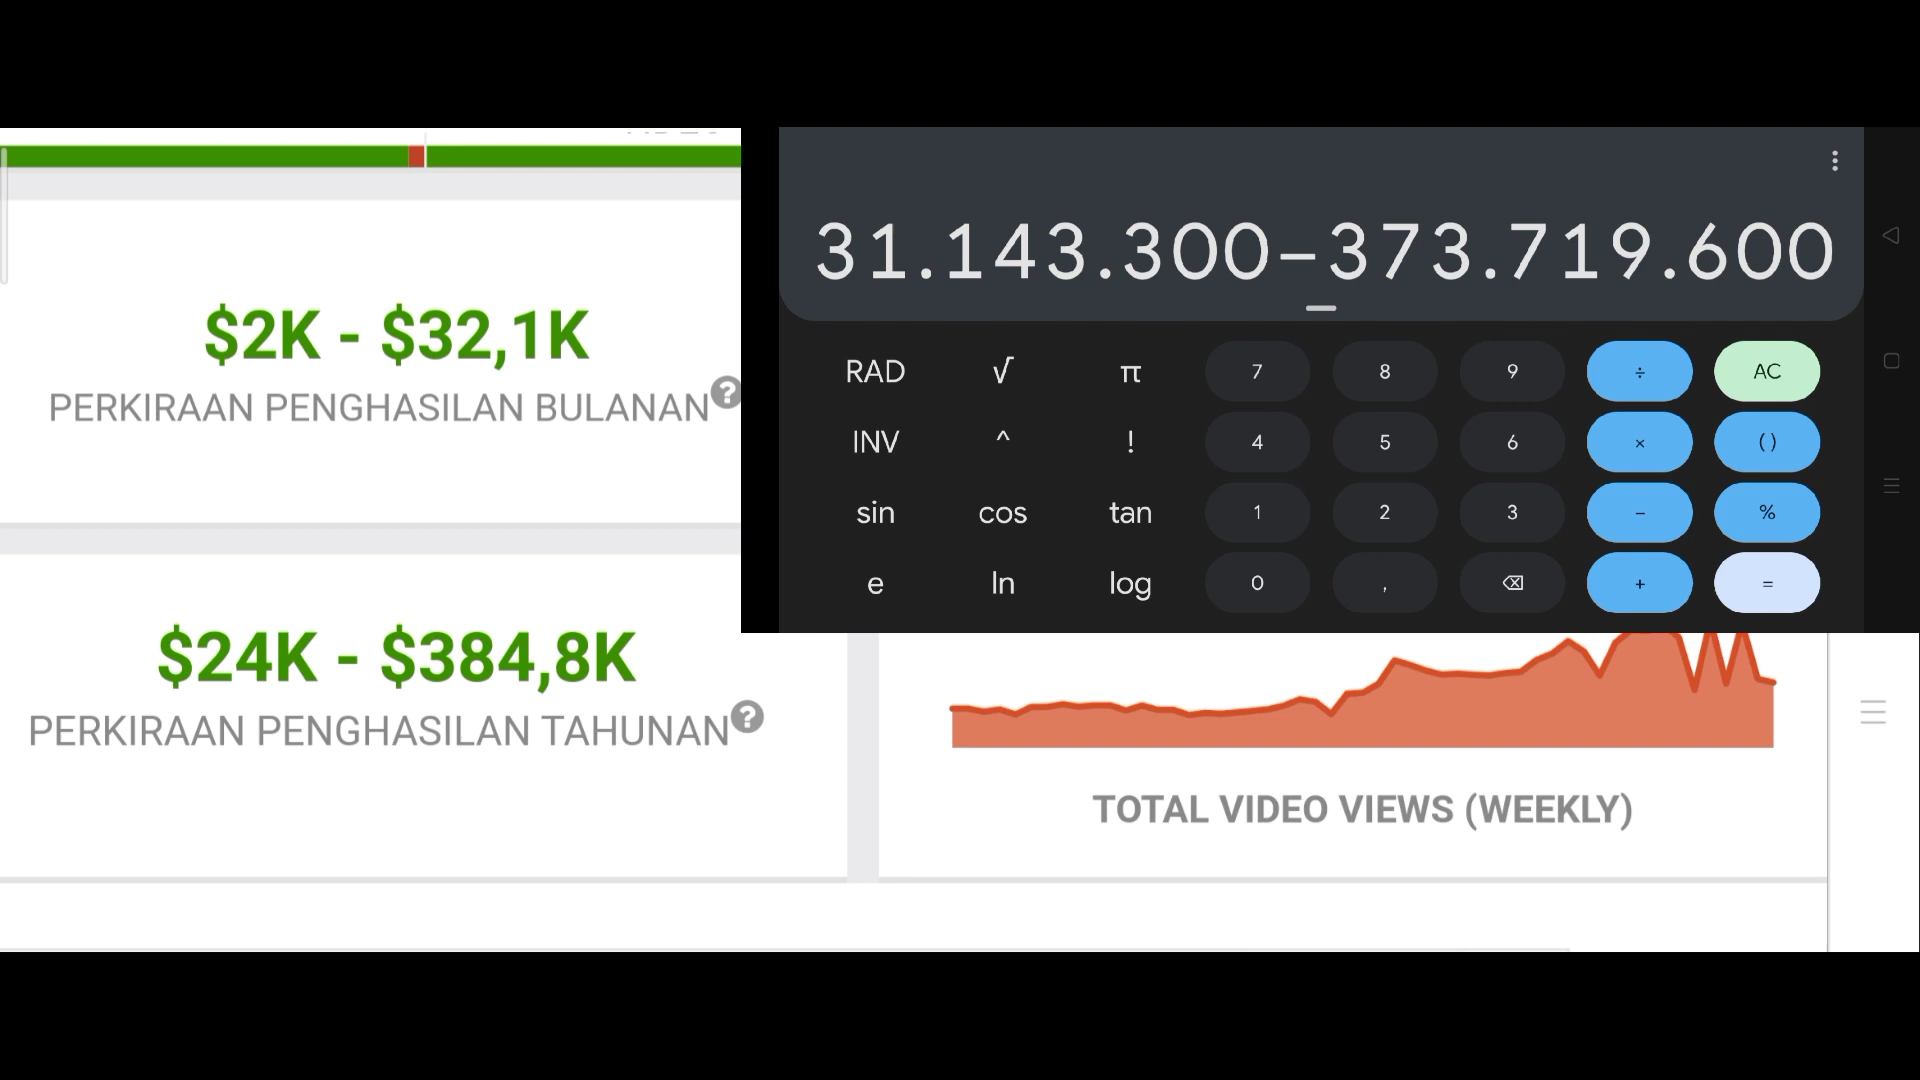 $2K - $32,1K
PERKIRAAN PENGHASILAN BULANAN?
$24K - $384,8K
PERKIRAAN PENGHASILAN TAHUNAN?
31.143.300–373.719.600
RAD √ π 7 8 9 ÷ AC
INV ^ ! 4 5 6 × ( )
sin cos tan 1 2 3 − %
e ln log 0 , + =
TOTAL VIDEO VIEWS (WEEKLY)